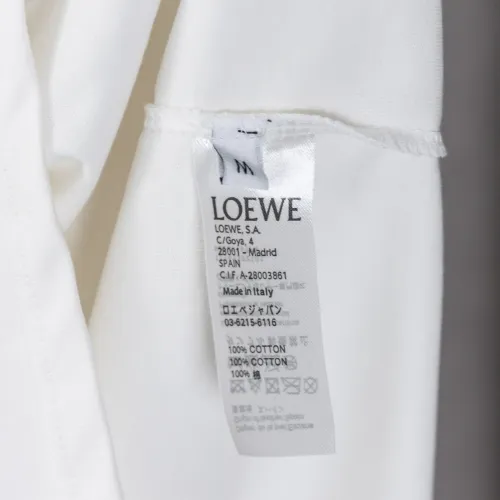 M
LOEWE
LOEWE, S.A.
C/Goya, 4
28001 - Madrid
SPAIN
C.I.F. A-28003861
Made in Italy
ロエベジャパン
03-6215-6116
100% COTTON
100% COTTON
100% 棉